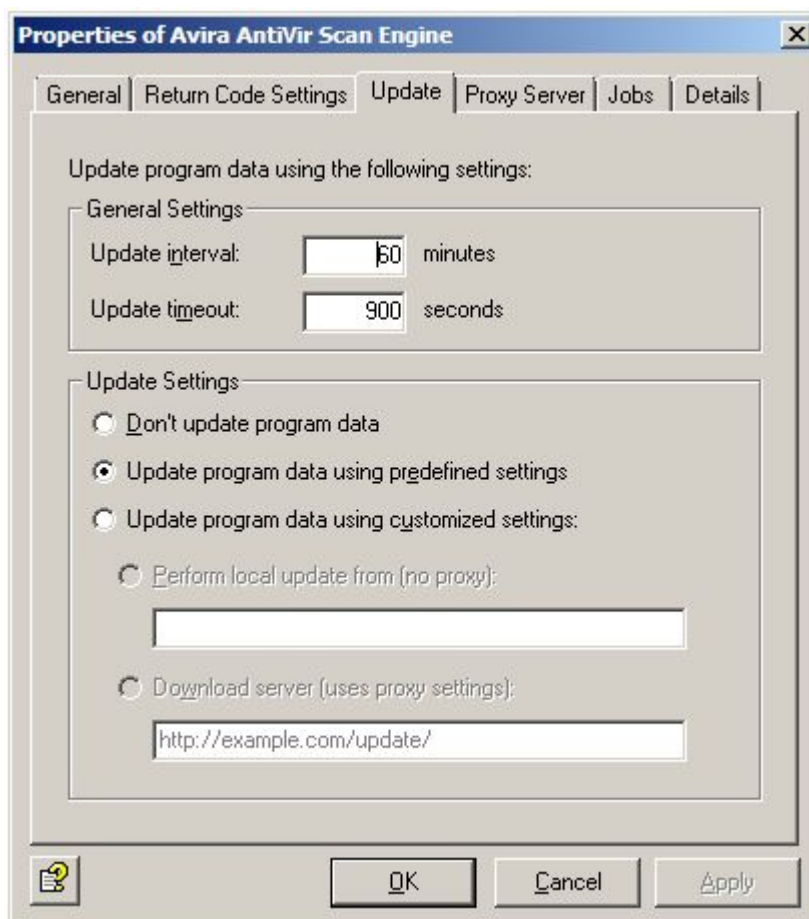 Properties of Avira AntiVir Scan Engine
General Return Code Settings Update Proxy Server Jobs Details
Update program data using the following settings:
General Settings
Update interval: 60 minutes
Update timeout: 900 seconds
Update Settings
Don't update program data
Update program data using predefined settings
Update program data using customized settings:
Perform local update from (no proxy):
Download server (uses proxy settings):
http://example.com/update/
OK Cancel Apply